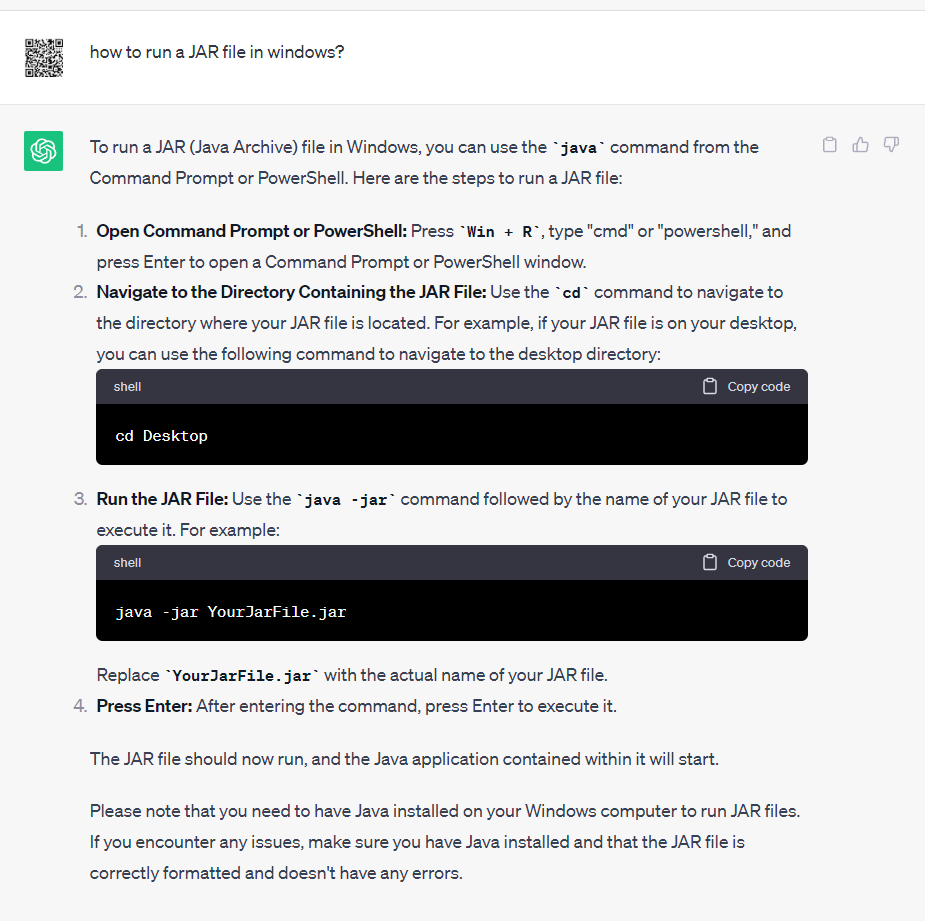 how to run a JAR file in windows?
To run a JAR (Java Archive) file in Windows, you can use the `java` command from the
Command Prompt or PowerShell. Here are the steps to run a JAR file:
1. Open Command Prompt or PowerShell: Press `Win + R`, type "cmd" or "powershell," and
press Enter to open a Command Prompt or PowerShell window.
2. Navigate to the Directory Containing the JAR File: Use the `cd` command to navigate to
the directory where your JAR file is located. For example, if your JAR file is on your desktop,
you can use the following command to navigate to the desktop directory:
shell Copy code
cd Desktop
3. Run the JAR File: Use the `java -jar` command followed by the name of your JAR file to
execute it. For example:
shell Copy code
java -jar YourJarFile.jar
Replace `YourJarFile.jar` with the actual name of your JAR file.
4. Press Enter: After entering the command, press Enter to execute it.
The JAR file should now run, and the Java application contained within it will start.
Please note that you need to have Java installed on your Windows computer to run JAR files.
If you encounter any issues, make sure you have Java installed and that the JAR file is
correctly formatted and doesn't have any errors.